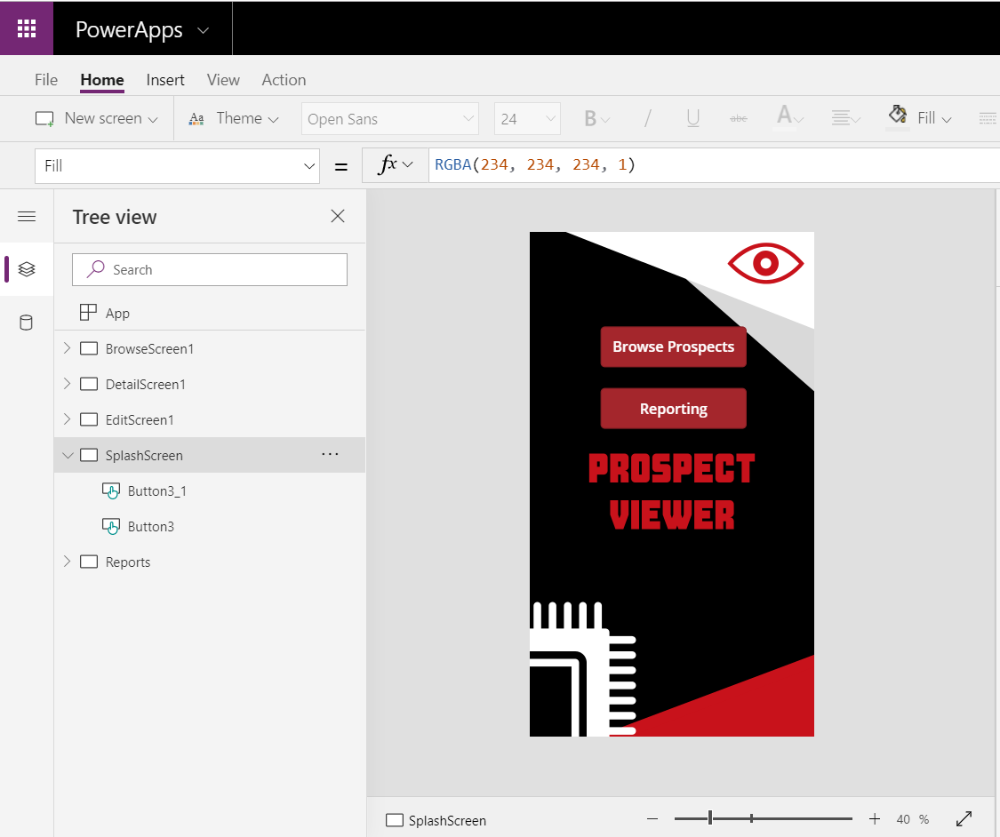 PowerApps
File Home Insert View Action
New screen Aa Theme Open Sans 24 B / U abc A Fill
Fill = fx RGBA(234, 234, 234, 1)
Tree view
Search
App
BrowseScreen1
DetailScreen1
EditScreen1
SplashScreen ...
Button3_1
Button3
Reports
Browse Prospects
Reporting
PROSPECT
VIEWER
SplashScreen 40 %